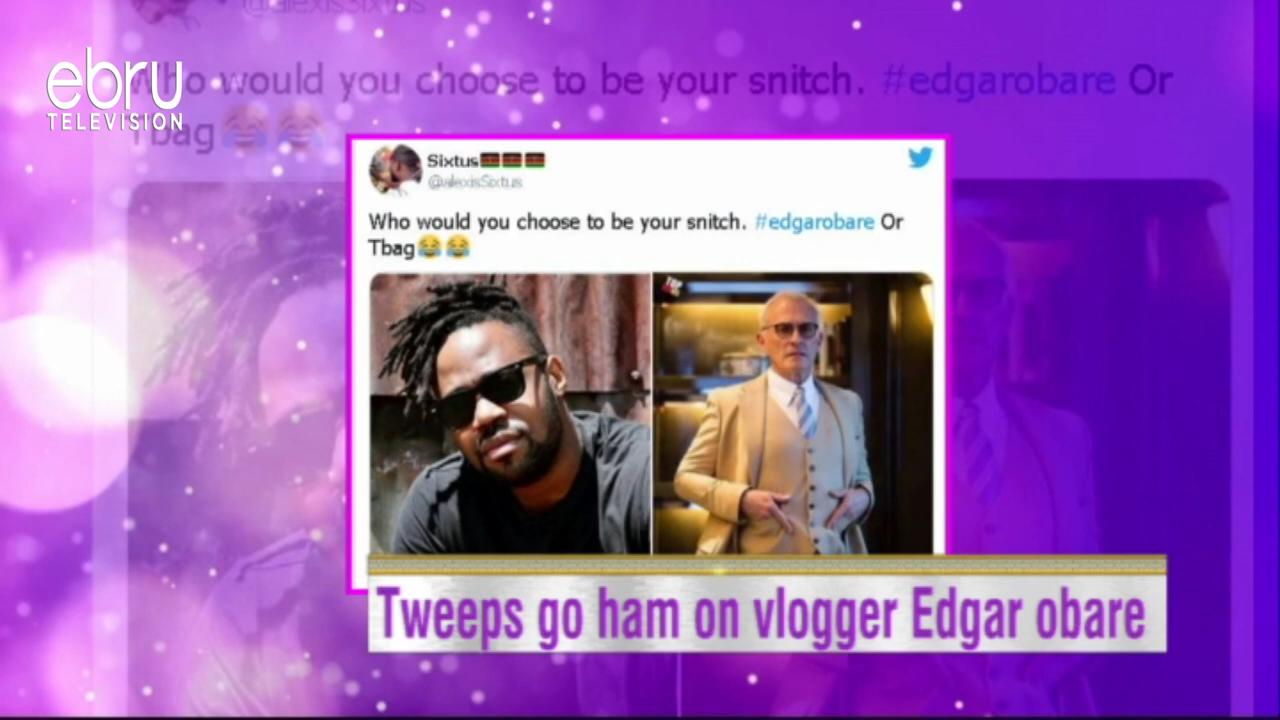 @alexisSixtus
ebru
TELEVISION
Who would you choose to be your snitch. #edgarobare Or
Tbag😂😂
Sixtus🇰🇪🇰🇪🇰🇪
@alexisSixtus
Who would you choose to be your snitch. #edgarobare Or
Tbag😂😂
Tweeps go ham on vlogger Edgar obare